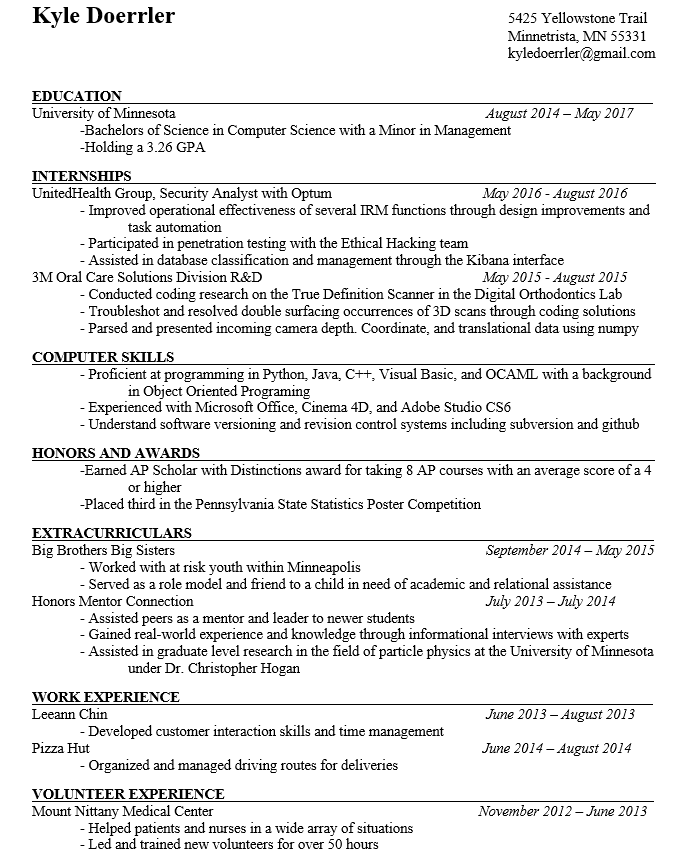 Kyle Doerrler
5425 Yellowstone Trail
Minnetrista, MN 55331
kyledoerrler@gmail.com
EDUCATION
University of Minnesota August 2014 – May 2017
-Bachelors of Science in Computer Science with a Minor in Management
-Holding a 3.26 GPA
INTERNSHIPS
UnitedHealth Group, Security Analyst with Optum May 2016 - August 2016
- Improved operational effectiveness of several IRM functions through design improvements and
task automation
- Participated in penetration testing with the Ethical Hacking team
- Assisted in database classification and management through the Kibana interface
3M Oral Care Solutions Division R&D May 2015 - August 2015
- Conducted coding research on the True Definition Scanner in the Digital Orthodontics Lab
- Troubleshot and resolved double surfacing occurrences of 3D scans through coding solutions
- Parsed and presented incoming camera depth. Coordinate, and translational data using numpy
COMPUTER SKILLS
- Proficient at programming in Python, Java, C++, Visual Basic, and OCAML with a background
in Object Oriented Programing
- Experienced with Microsoft Office, Cinema 4D, and Adobe Studio CS6
- Understand software versioning and revision control systems including subversion and github
HONORS AND AWARDS
-Earned AP Scholar with Distinctions award for taking 8 AP courses with an average score of a 4
or higher
-Placed third in the Pennsylvania State Statistics Poster Competition
EXTRACURRICULARS
Big Brothers Big Sisters September 2014 – May 2015
- Worked with at risk youth within Minneapolis
- Served as a role model and friend to a child in need of academic and relational assistance
Honors Mentor Connection July 2013 – July 2014
- Assisted peers as a mentor and leader to newer students
- Gained real-world experience and knowledge through informational interviews with experts
- Assisted in graduate level research in the field of particle physics at the University of Minnesota
under Dr. Christopher Hogan
WORK EXPERIENCE
Leeann Chin June 2013 – August 2013
- Developed customer interaction skills and time management
Pizza Hut June 2014 – August 2014
- Organized and managed driving routes for deliveries
VOLUNTEER EXPERIENCE
Mount Nittany Medical Center November 2012 – June 2013
- Helped patients and nurses in a wide array of situations
- Led and trained new volunteers for over 50 hours